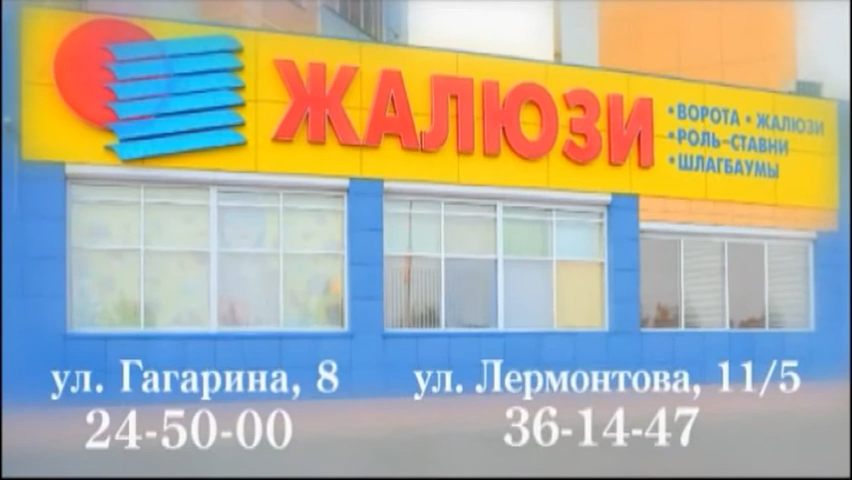 ЖАЛЮЗИ
•ВОРОТА •ЖАЛЮЗИ
•РОЛЬ-СТАВНИ
•ШЛАГБАУМЫ
ул. Гагарина, 8
24-50-00
ул. Лермонтова, 11/5
36-14-47